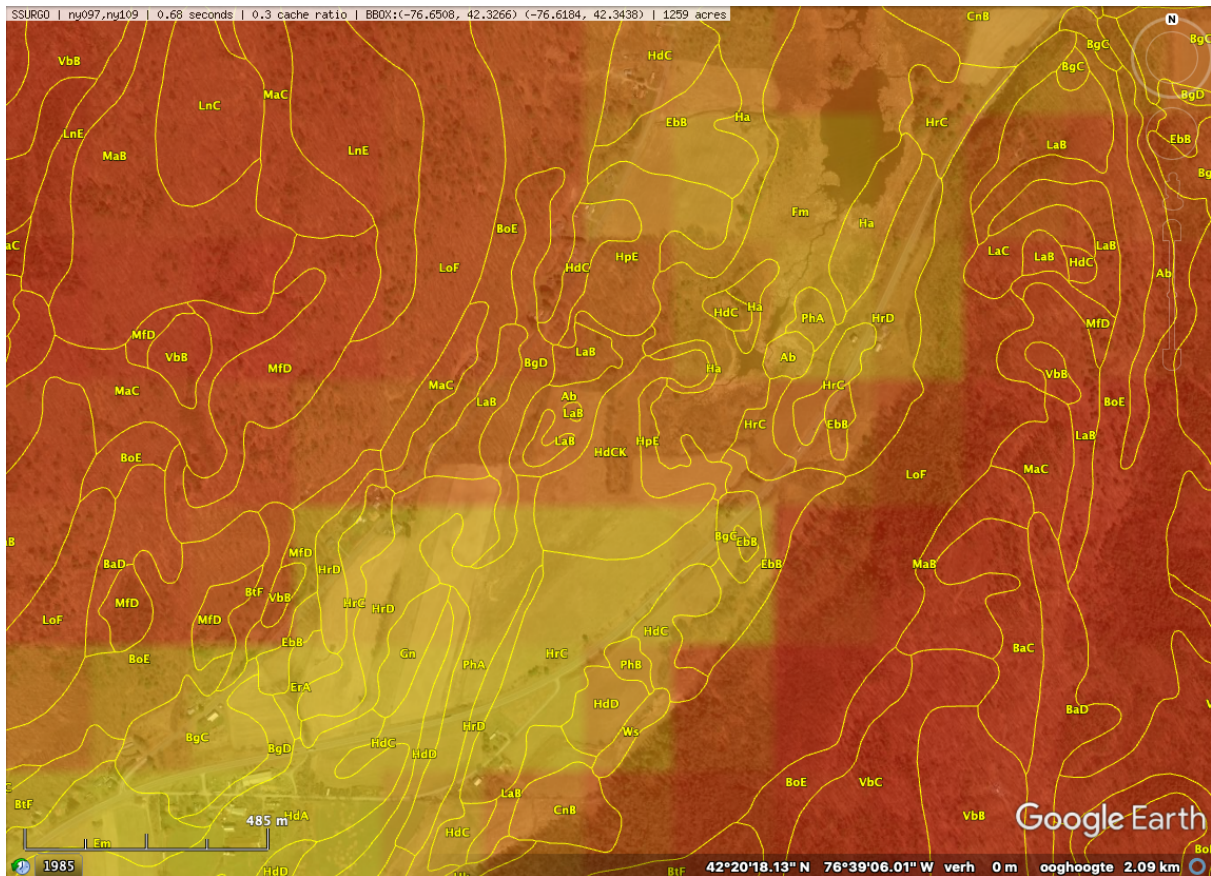 SSURGO | ny097,ny109 | 0.68 seconds | 0.3 cache ratio | BBOX:(-76.6508, 42.3266) (-76.6184, 42.3438) | 1259 acres
CnB
N
HdC
BgC
BgC
VbB
BgC
MaC
BgD
LnC
EbB
Ha
HrC
LnE
MaB
LnE
LaB
EbB
Fm
Ha
BoE
LaC
LaB
LaB
HpE
LoF
HdC
HdC
Ab
HdC
Ha
PhA
HrD
MfD
MfD
VbB
MfD
BgD
LaB
Ab
Ha
VbB
MaC
MaC
LaB
Ab
LaB
HrC
BoE
HrC
EbB
LaB
LaB
HpE
HdCK
BoE
LoF
MaC
BgC
EbB
MfD
BaD
HrD
EbB
MaB
BtF
VbB
MfD
HrC
HrD
MfD
LoF
HdC
EbB
BaC
BoE
Gn
PhA
HrC
PhB
ErA
HdD
BaD
HrD
Ws
BgC
BgD
HdC
HdD
BoE
VbC
LaB
BtF
CnB
HdA
VbB
Google Earth
485 m
HdC
Em
1985
HdD
BtF
42°20'18.13" N 76°39'06.01" W verh 0 m ooghoogte 2.09 km